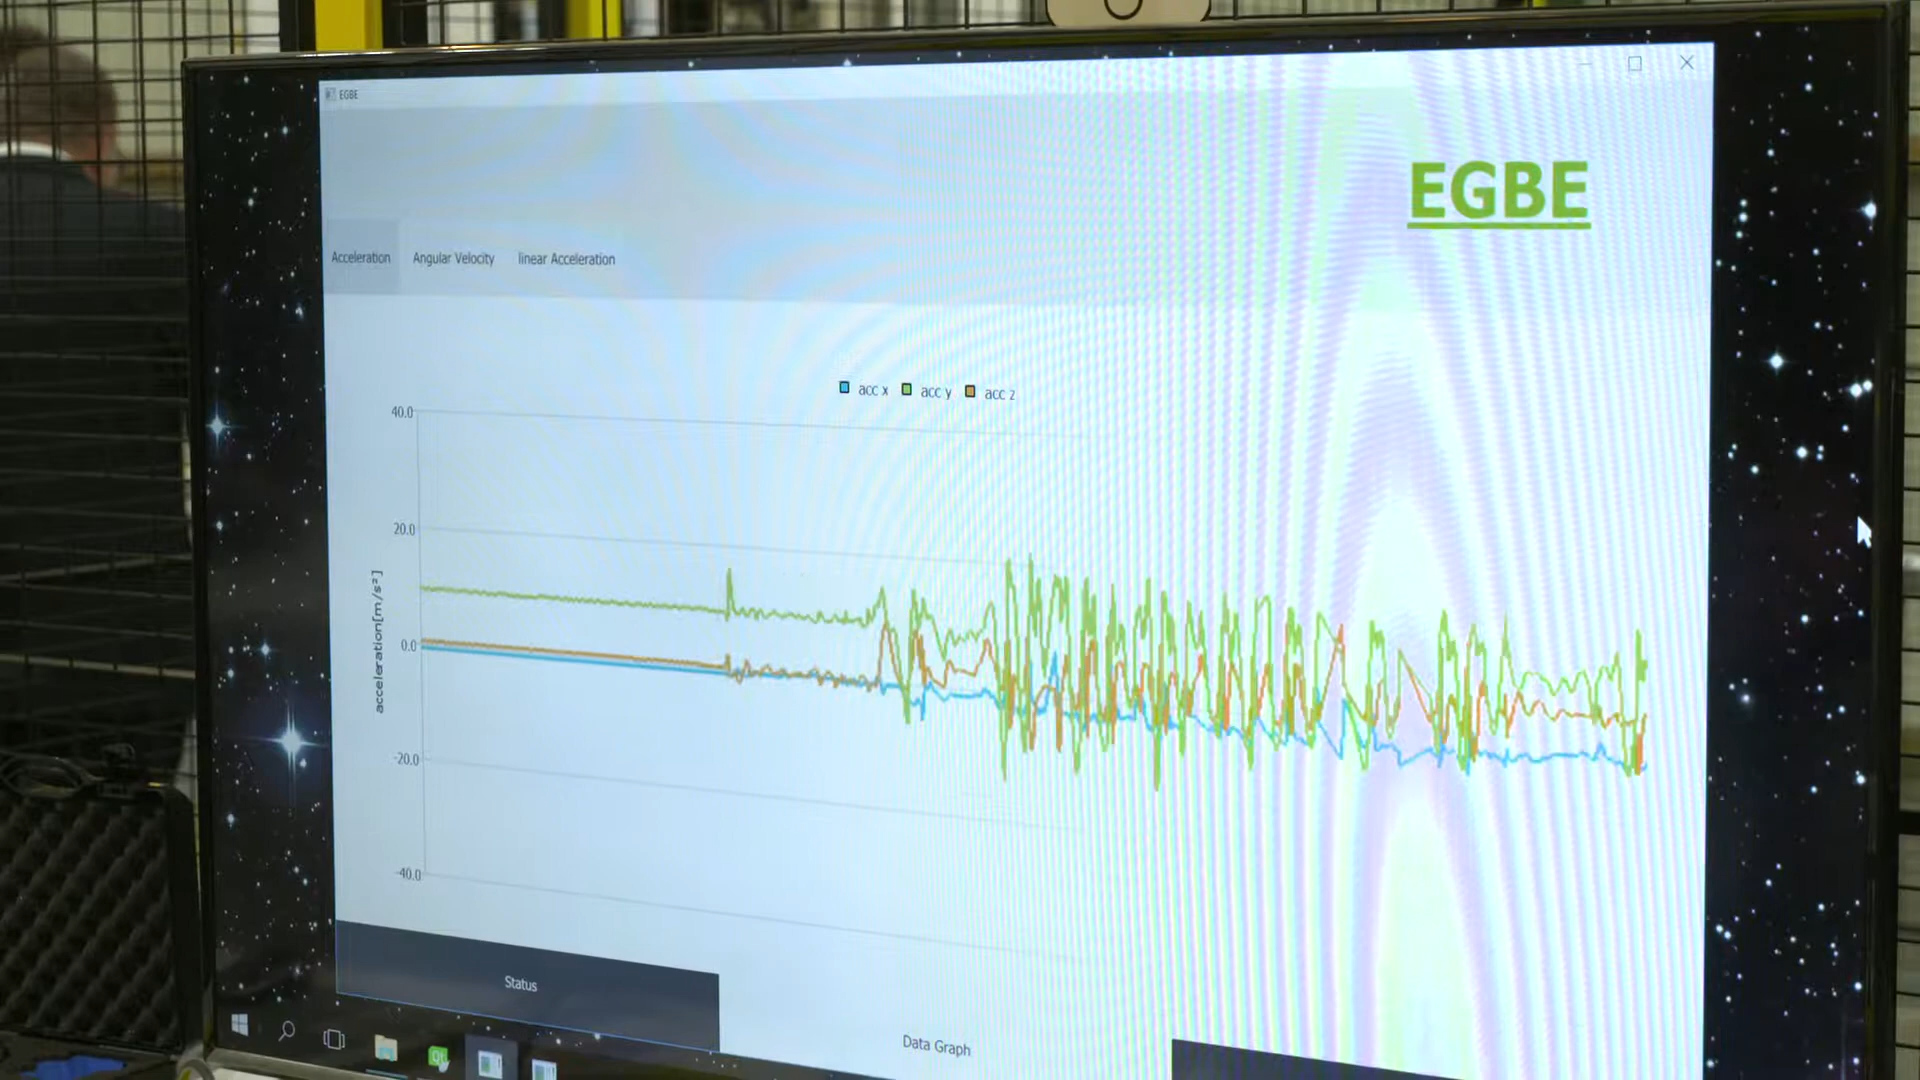 EGBE
EGBE
Acceleration Angular Velocity linear Acceleration
acc x acc y acc z
40.0
20.0
0.0
-20.0
-40.0
acceleration[m/s²]
Status
Data Graph
Qt